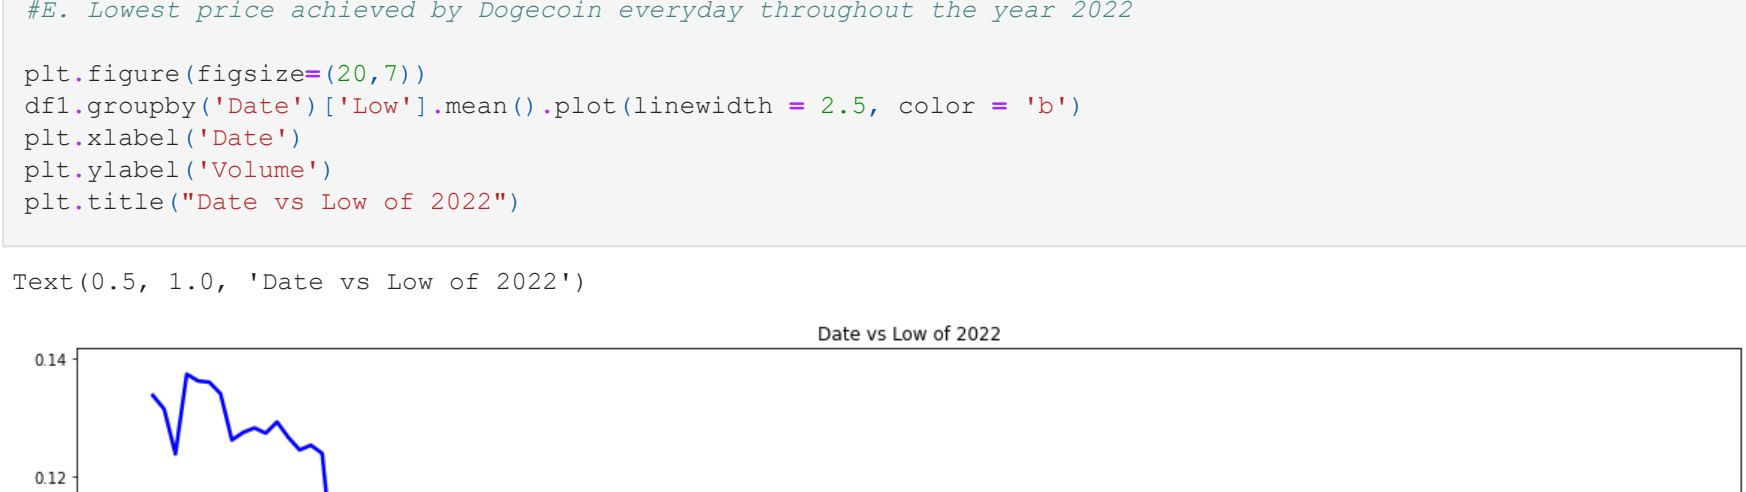 #E. Lowest price achieved by Dogecoin everyday throughout the year 2022
plt.figure(figsize=(20,7))
df1.groupby('Date')['Low'].mean().plot(linewidth = 2.5, color = 'b')
plt.xlabel('Date')
plt.ylabel('Volume')
plt.title("Date vs Low of 2022")
Text(0.5, 1.0, 'Date vs Low of 2022')
Date vs Low of 2022
0.14
0.12